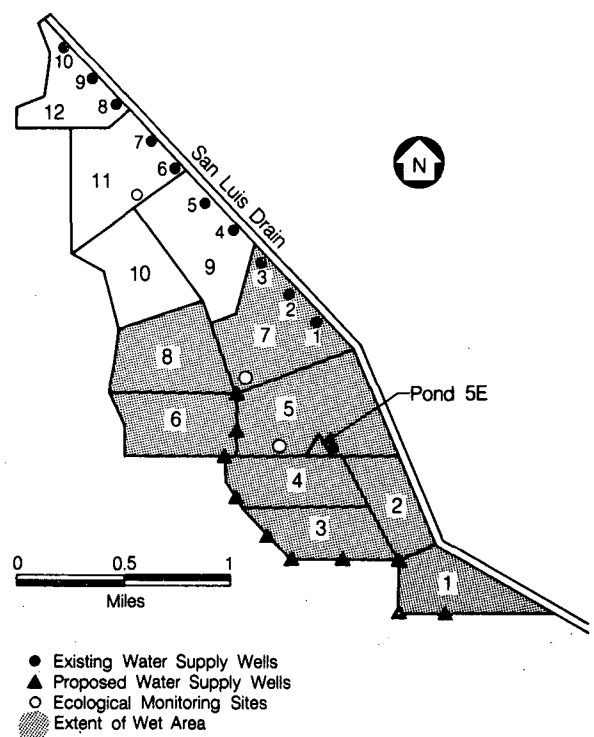 10
9
8
12
7
6
San Luis Drain
N
11
5
4
10
9
3
2
1
7
8
5
Pond 5E
6
4
2
3
1
0 0.5 1
Miles
Existing Water Supply Wells
Proposed Water Supply Wells
Ecological Monitoring Sites
Extent of Wet Area